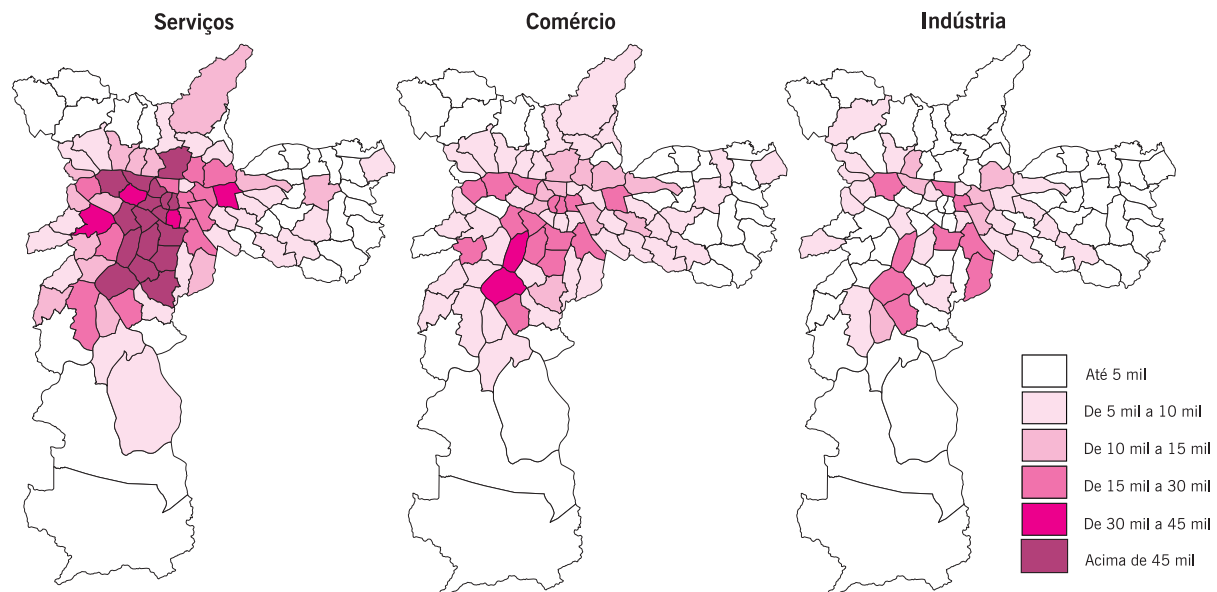 Serviços
Comércio
Indústria
Até 5 mil
De 5 mil a 10 mil
De 10 mil a 15 mil
De 15 mil a 30 mil
De 30 mil a 45 mil
Acima de 45 mil